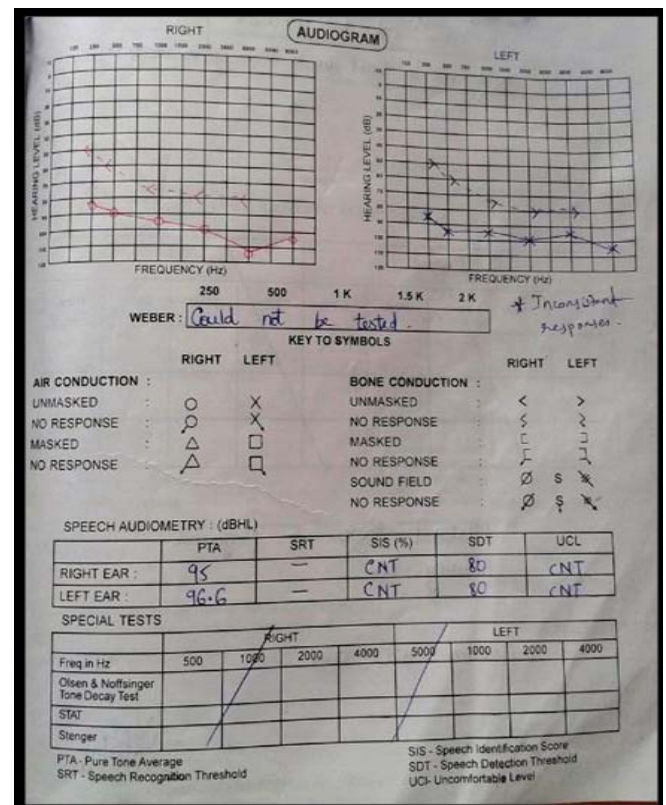 AUDIOGRAM
RIGHT
LEFT
HEARING LEVEL (dB)
HEARING LEVEL (dB)
FREQUENCY (Hz)
FREQUENCY (Hz)
250 500 1 K 1.5 K 2 K
WEBER : Could not be tested.
* Inconsistent
responses.
KEY TO SYMBOLS
RIGHT LEFT
RIGHT LEFT
AIR CONDUCTION :
UNMASKED : O X
NO RESPONSE :
MASKED : △ □
NO RESPONSE :
BONE CONDUCTION :
UNMASKED : < >
NO RESPONSE :
MASKED : [ ]
NO RESPONSE :
SOUND FIELD : Ø S
NO RESPONSE :
SPEECH AUDIOMETRY : (dBHL)
PTA SRT SIS (%) SDT UCL
RIGHT EAR : 95 — CNT 80 CNT
LEFT EAR : 96.6 — CNT 80 CNT
SPECIAL TESTS
RIGHT LEFT
Freq.in Hz 500 1000 2000 4000 5000 1000 2000 4000
Olsen & Noffsinger
Tone Decay Test
STAT
Stenger
PTA - Pure Tone Average
SRT - Speech Recognition Threshold
SIS - Speech Identification Score
SDT - Speech Detection Threshold
UCl- Uncomfortable Level